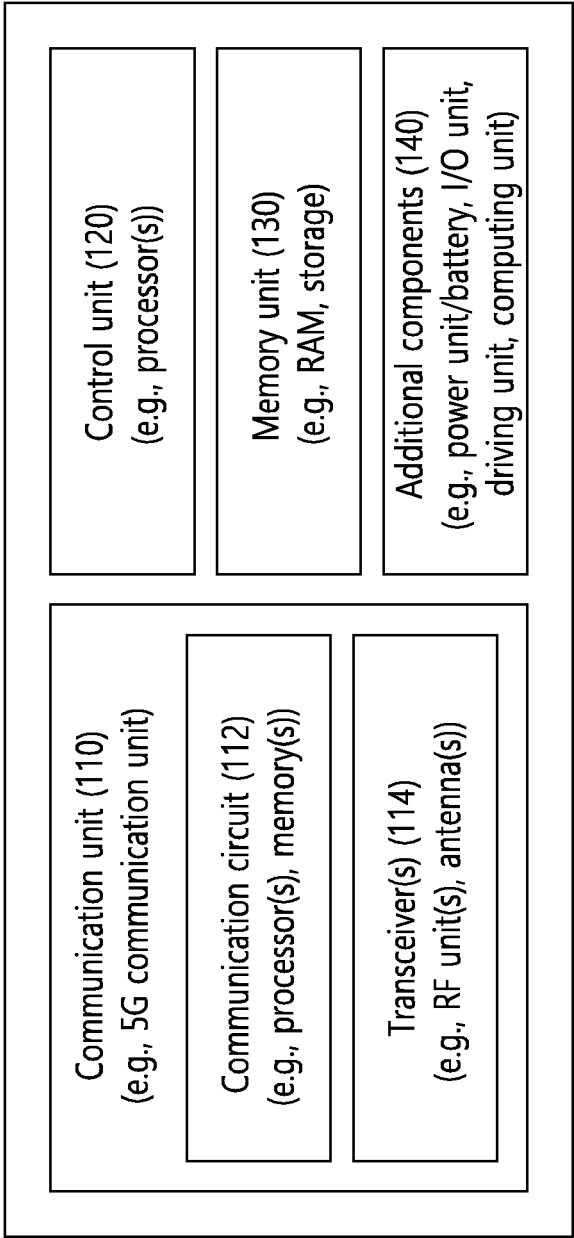 Communication unit (110)
(e.g., 5G communication unit)
Communication circuit (112)
(e.g., processor(s), memory(s))
Transceiver(s) (114)
(e.g., RF unit(s), antenna(s))
Control unit (120)
(e.g., processor(s))
Memory unit (130)
(e.g., RAM, storage)
Additional components (140)
(e.g., power unit/battery, I/O unit,
driving unit, computing unit)